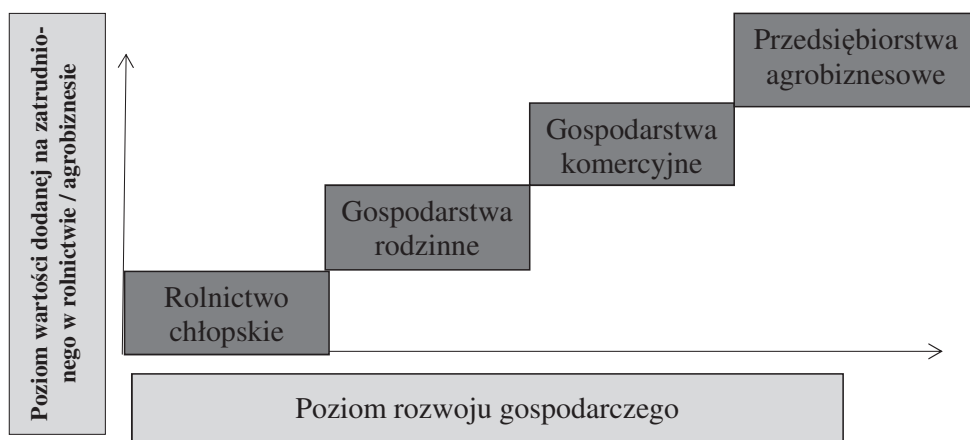 Poziom wartości dodanej na zatrudnio-
nego w rolnictwie / agrobiznesie
Przedsiębiorstwa
agrobiznesowe
Gospodarstwa
komercyjne
Gospodarstwa
rodzinne
Rolnictwo
chłopskie
Poziom rozwoju gospodarczego